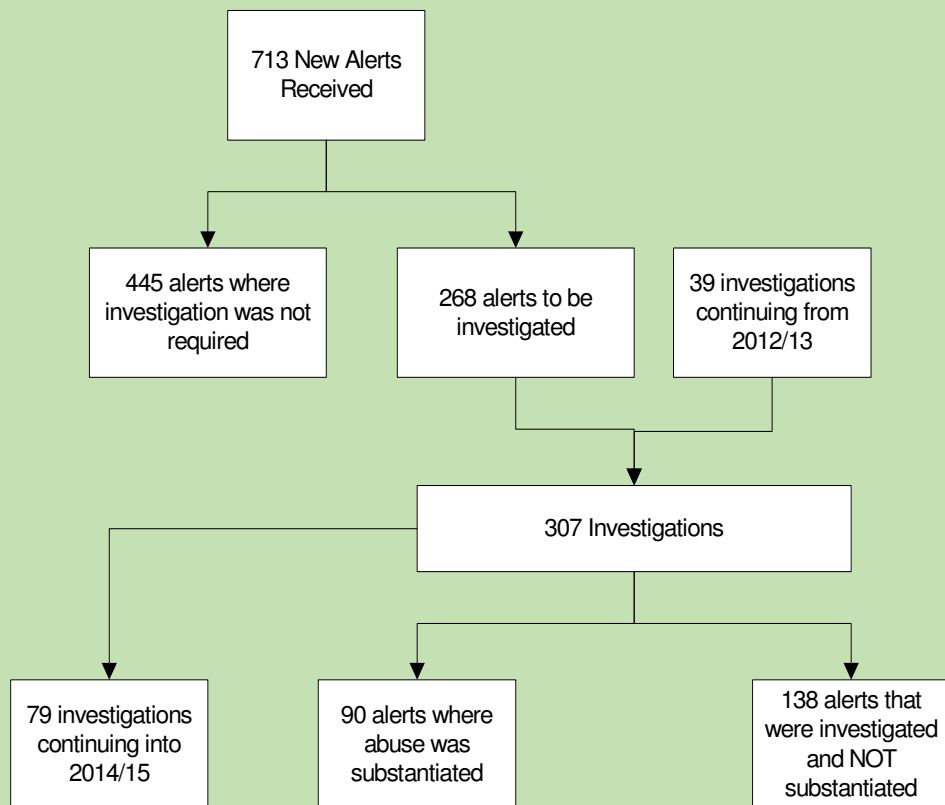 713 New Alerts
Received
445 alerts where
investigation was not
required
268 alerts to be
investigated
39 investigations
continuing from
2012/13
307 Investigations
79 investigations
continuing into
2014/15
90 alerts where
abuse was
substantiated
138 alerts that
were investigated
and NOT
substantiated